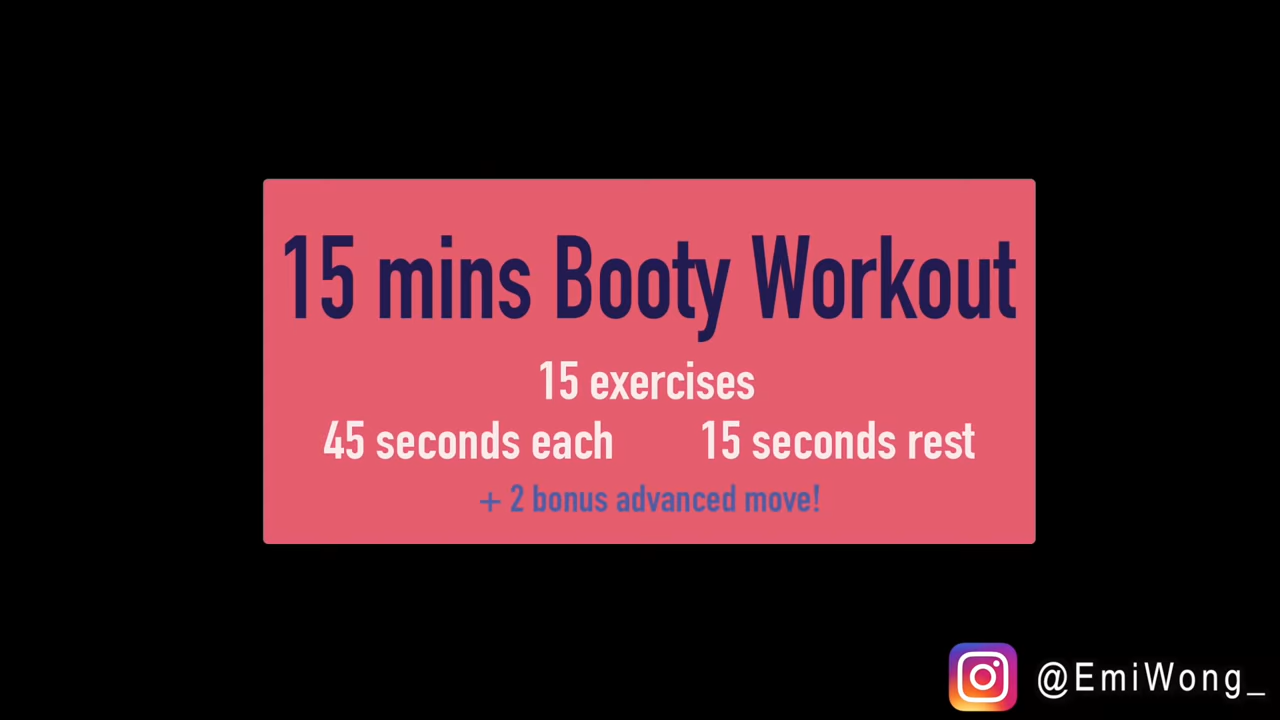 15 mins Booty Workout
15 exercises
45 seconds each 15 seconds rest
+ 2 bonus advanced move!
@EmiWong_